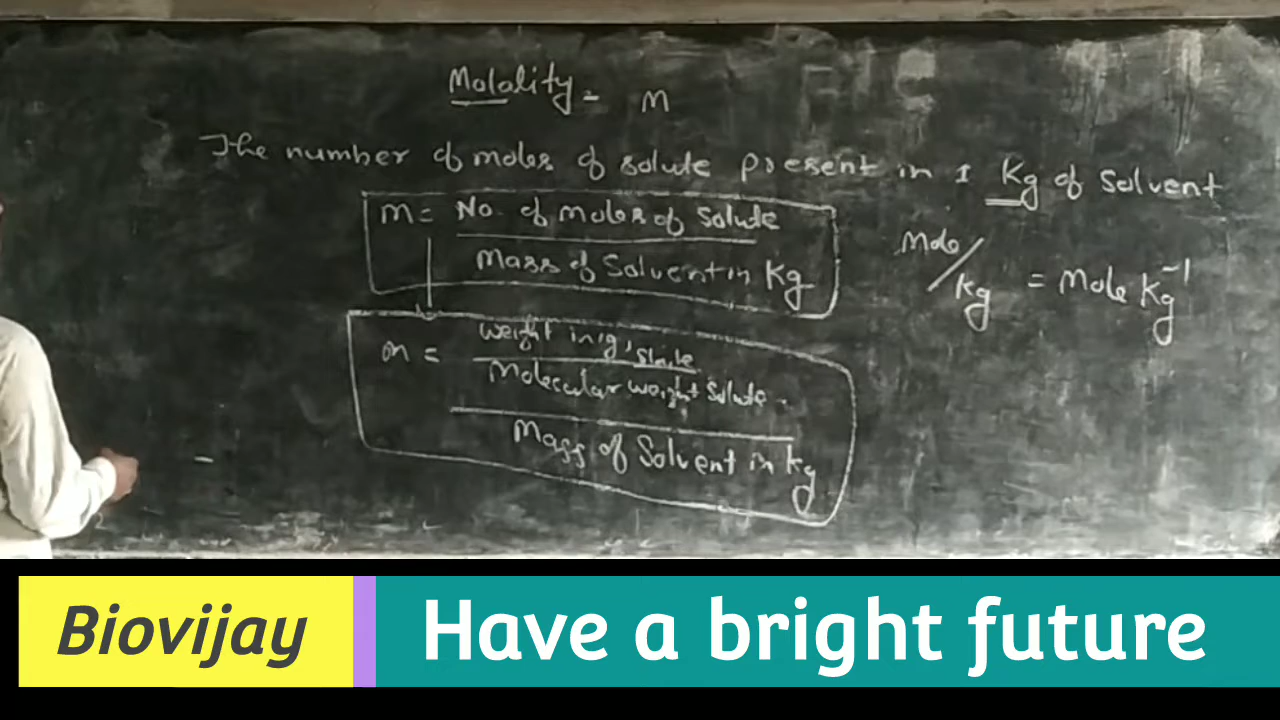 Molality = m
The number of moles of solute present in 1 Kg of Solvent
m = No. of moles of Solute
Mass of Solvent in Kg
Mole/Kg = Mole Kg⁻¹
m = weight in g, Solute
Molecular weight Solute
Mass of Solvent in kg
Biovijay
Have a bright future